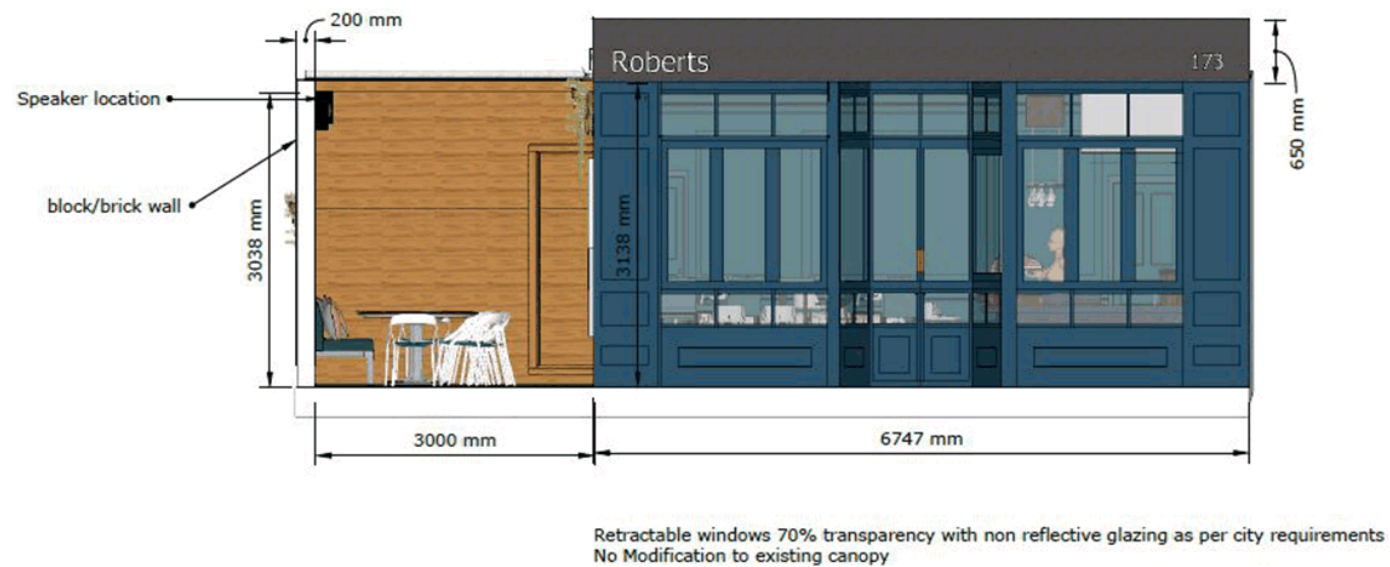 200 mm
Roberts
173
Speaker location
650 mm
block/brick wall
3038 mm
3138 mm
3000 mm
6747 mm
Retractable windows 70% transparency with non reflective glazing as per city requirements
No Modification to existing canopy